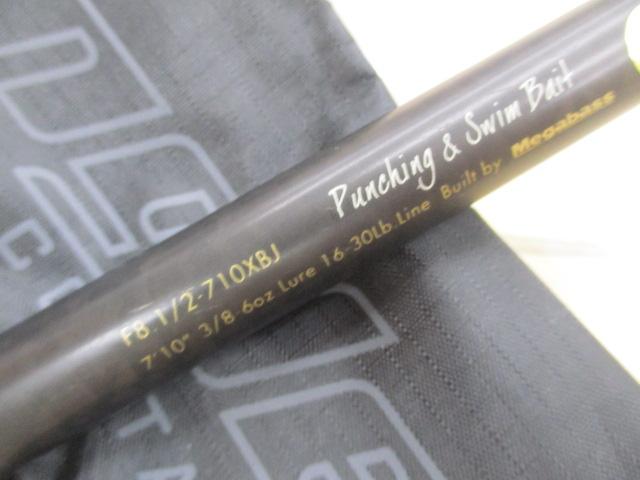 Punching & Swim Bait
F8.1/2-710XBJ
7'10" 3/8-6oz Lure 16-30Lb.Line Built by Megabass